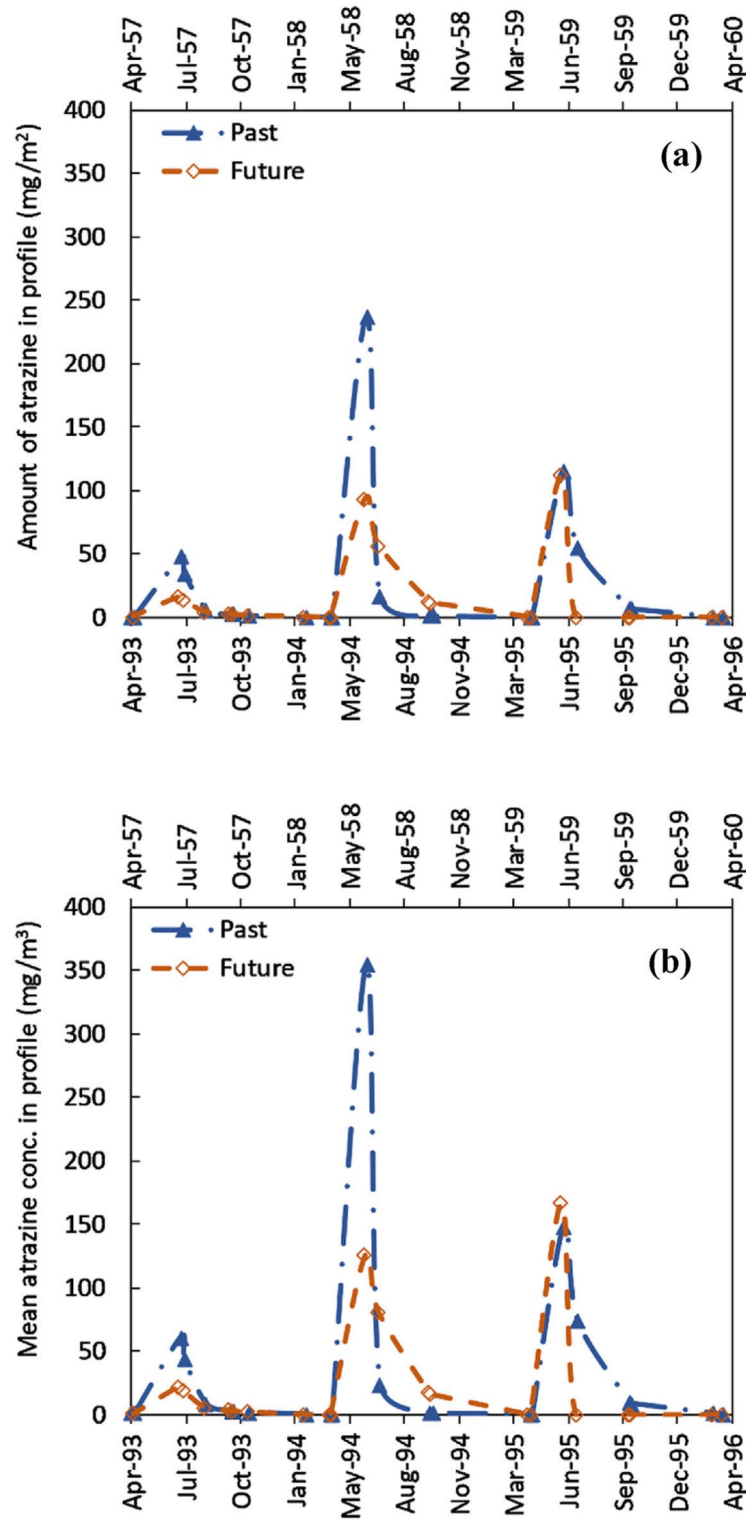 Apr-57 Jul-57 Oct-57 Jan-58 May-58 Aug-58 Nov-58 Mar-59 Jun-59 Sep-59 Dec-59 Apr-60
Amount of atrazine in profile (mg/m²)
400
350
300
250
200
150
100
50
0
Past
Future
(a)
Apr-93 Jul-93 Oct-93 Jan-94 May-94 Aug-94 Nov-94 Mar-95 Jun-95 Sep-95 Dec-95 Apr-96
Apr-57 Jul-57 Oct-57 Jan-58 May-58 Aug-58 Nov-58 Mar-59 Jun-59 Sep-59 Dec-59 Apr-60
Mean atrazine conc. in profile (mg/m³)
400
350
300
250
200
150
100
50
0
Past
Future
(b)
Apr-93 Jul-93 Oct-93 Jan-94 May-94 Aug-94 Nov-94 Mar-95 Jun-95 Sep-95 Dec-95 Apr-96